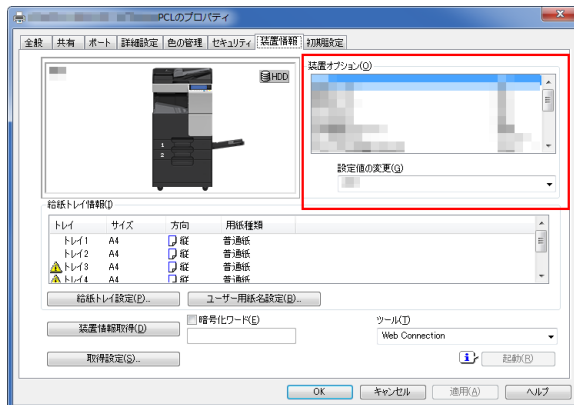 PCLのプロパティ
全般 共有 ポート 詳細設定 色の管理 セキュリティ 装置情報 初期設定
HDD
装置オプション(O)
1
2
設定値の変更(G)
給紙トレイ情報(I)
トレイ サイズ 方向 用紙種類
トレイ1 A4 縦 普通紙
トレイ2 A4 縦 普通紙
トレイ3 A4 縦 普通紙
トレイ4 A4 縦 普通紙
給紙トレイ設定(P)... ユーザー用紙名設定(B)...
装置情報取得(D) 暗号化ワード(E) ツール(T)
Web Connection
取得設定(S)... 起動(R)
OK キャンセル 適用(A) ヘルプ